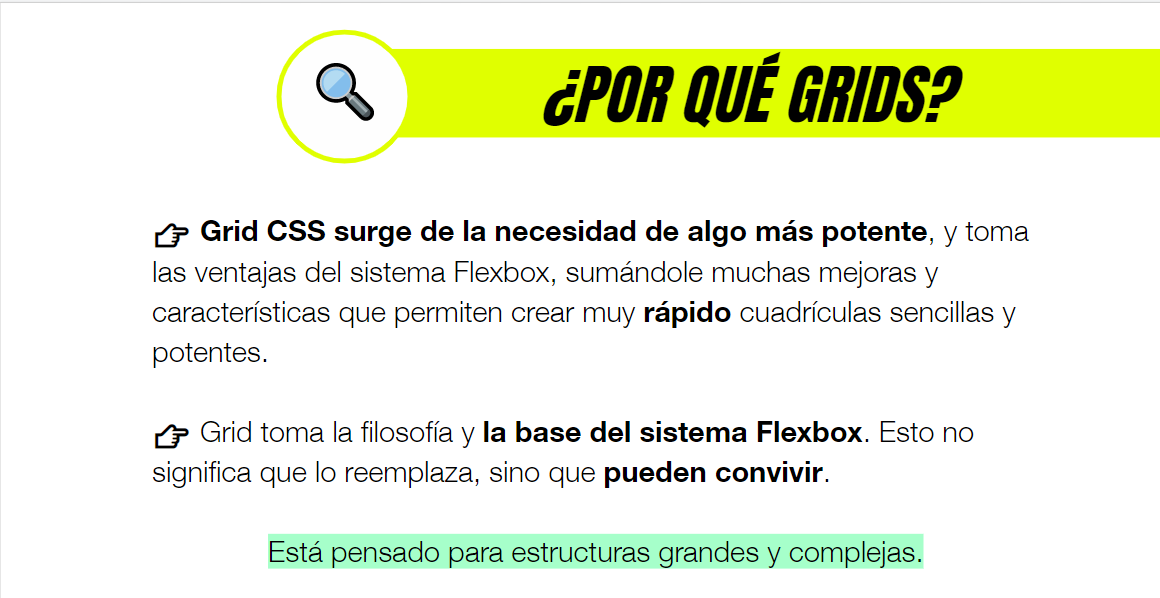 ¿POR QUÉ GRIDS?
Grid CSS surge de la necesidad de algo más potente, y toma
las ventajas del sistema Flexbox, sumándole muchas mejoras y
características que permiten crear muy rápido cuadrículas sencillas y
potentes.
Grid toma la filosofía y la base del sistema Flexbox. Esto no
significa que lo reemplaza, sino que pueden convivir.
Está pensado para estructuras grandes y complejas.